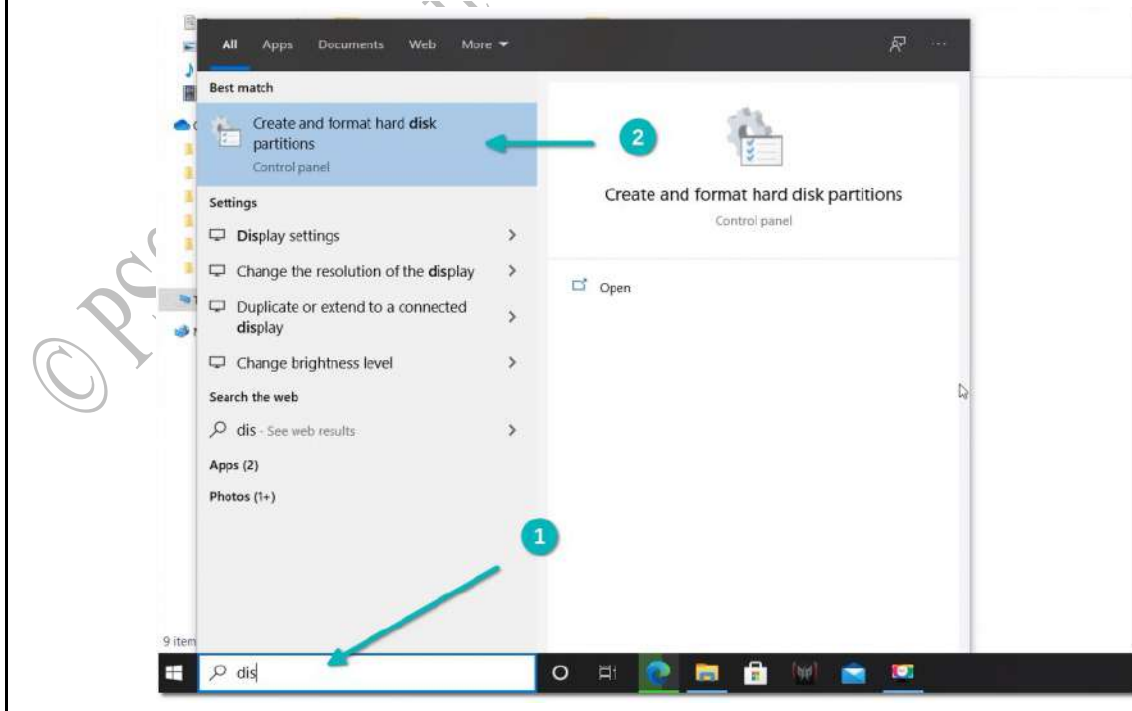 All Apps Documents Web More
Best match
Create and format hard disk
partitions
Control panel
2
Create and format hard disk partitions
Control panel
Settings
Display settings
Change the resolution of the display
Open
Duplicate or extend to a connected
display
Change brightness level
Search the web
dis - See web results
Apps (2)
Photos (1+)
1
9 item
dis